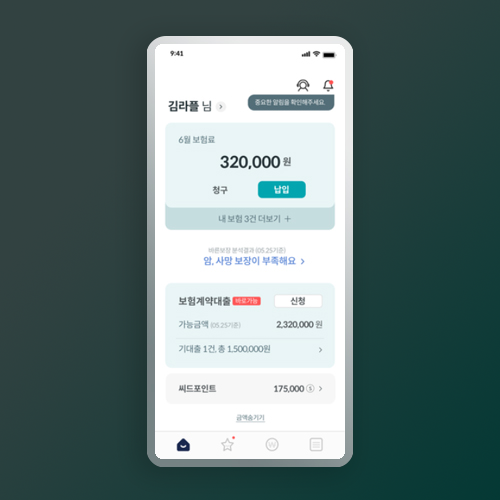 9:41
중요한 알림을 확인해주세요.
김라플 님
6월 보험료
320,000 원
청구 납입
내 보험 3건 더보기 +
바른보장 분석결과 (05.25기준)
암, 사망 보장이 부족해요
보험계약대출 바로가능 신청
가능금액 (05.25기준) 2,320,000 원
기대출 1건, 총 1,500,000원
씨드포인트 175,000 Ⓢ
금액숨기기